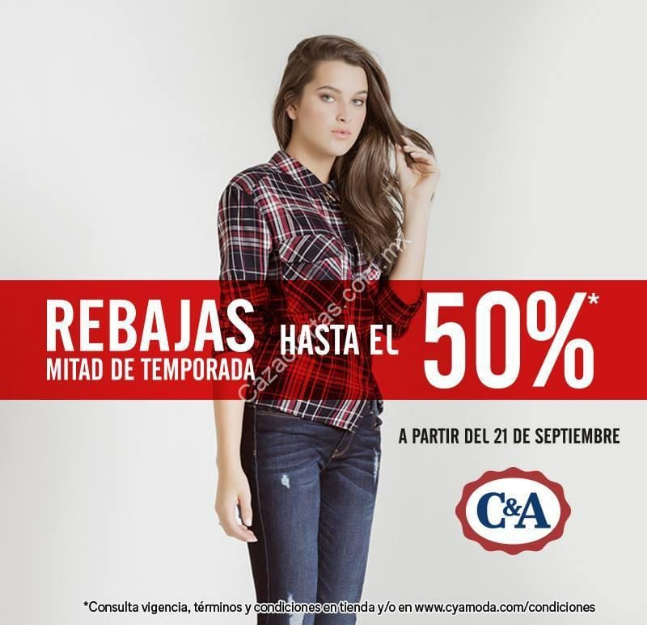 REBAJAS
MITAD DE TEMPORADA
HASTA EL
50%*
A PARTIR DEL 21 DE SEPTIEMBRE
C&A
*Consulta vigencia, términos y condiciones en tienda y/o en www.cyamoda.com/condiciones